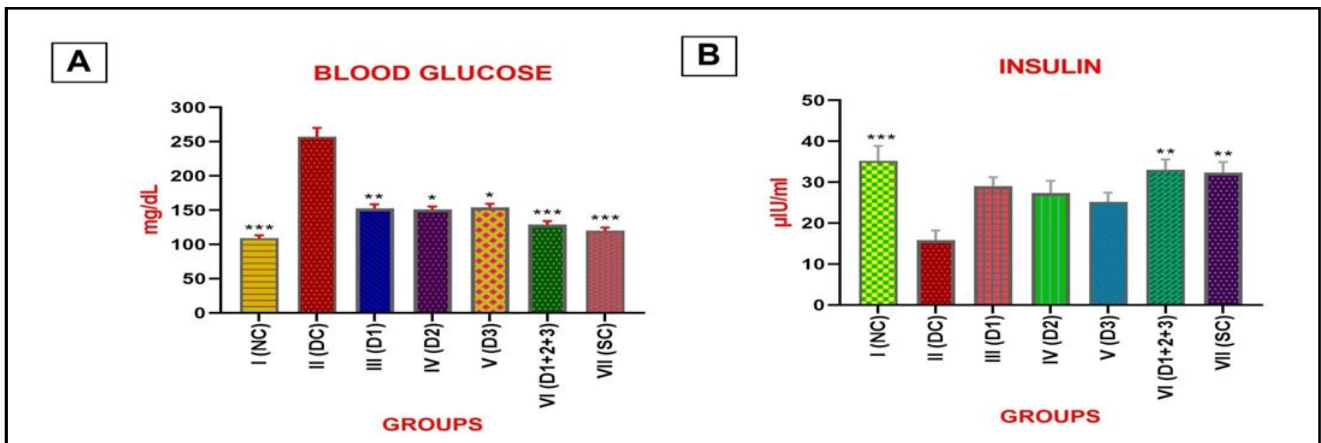 A
BLOOD GLUCOSE
mg/dL
300
250
200
150
100
50
0
***
**
*
*
***
***
I (NC)
II (DC)
III (D1)
IV (D2)
V (D3)
VI (D1+2+3)
VII (SC)
GROUPS
B
INSULIN
µIU/ml
50
40
30
20
10
0
***
**
**
I (NC)
II (DC)
III (D1)
IV (D2)
V (D3)
VI (D1+2+3)
VII (SC)
GROUPS